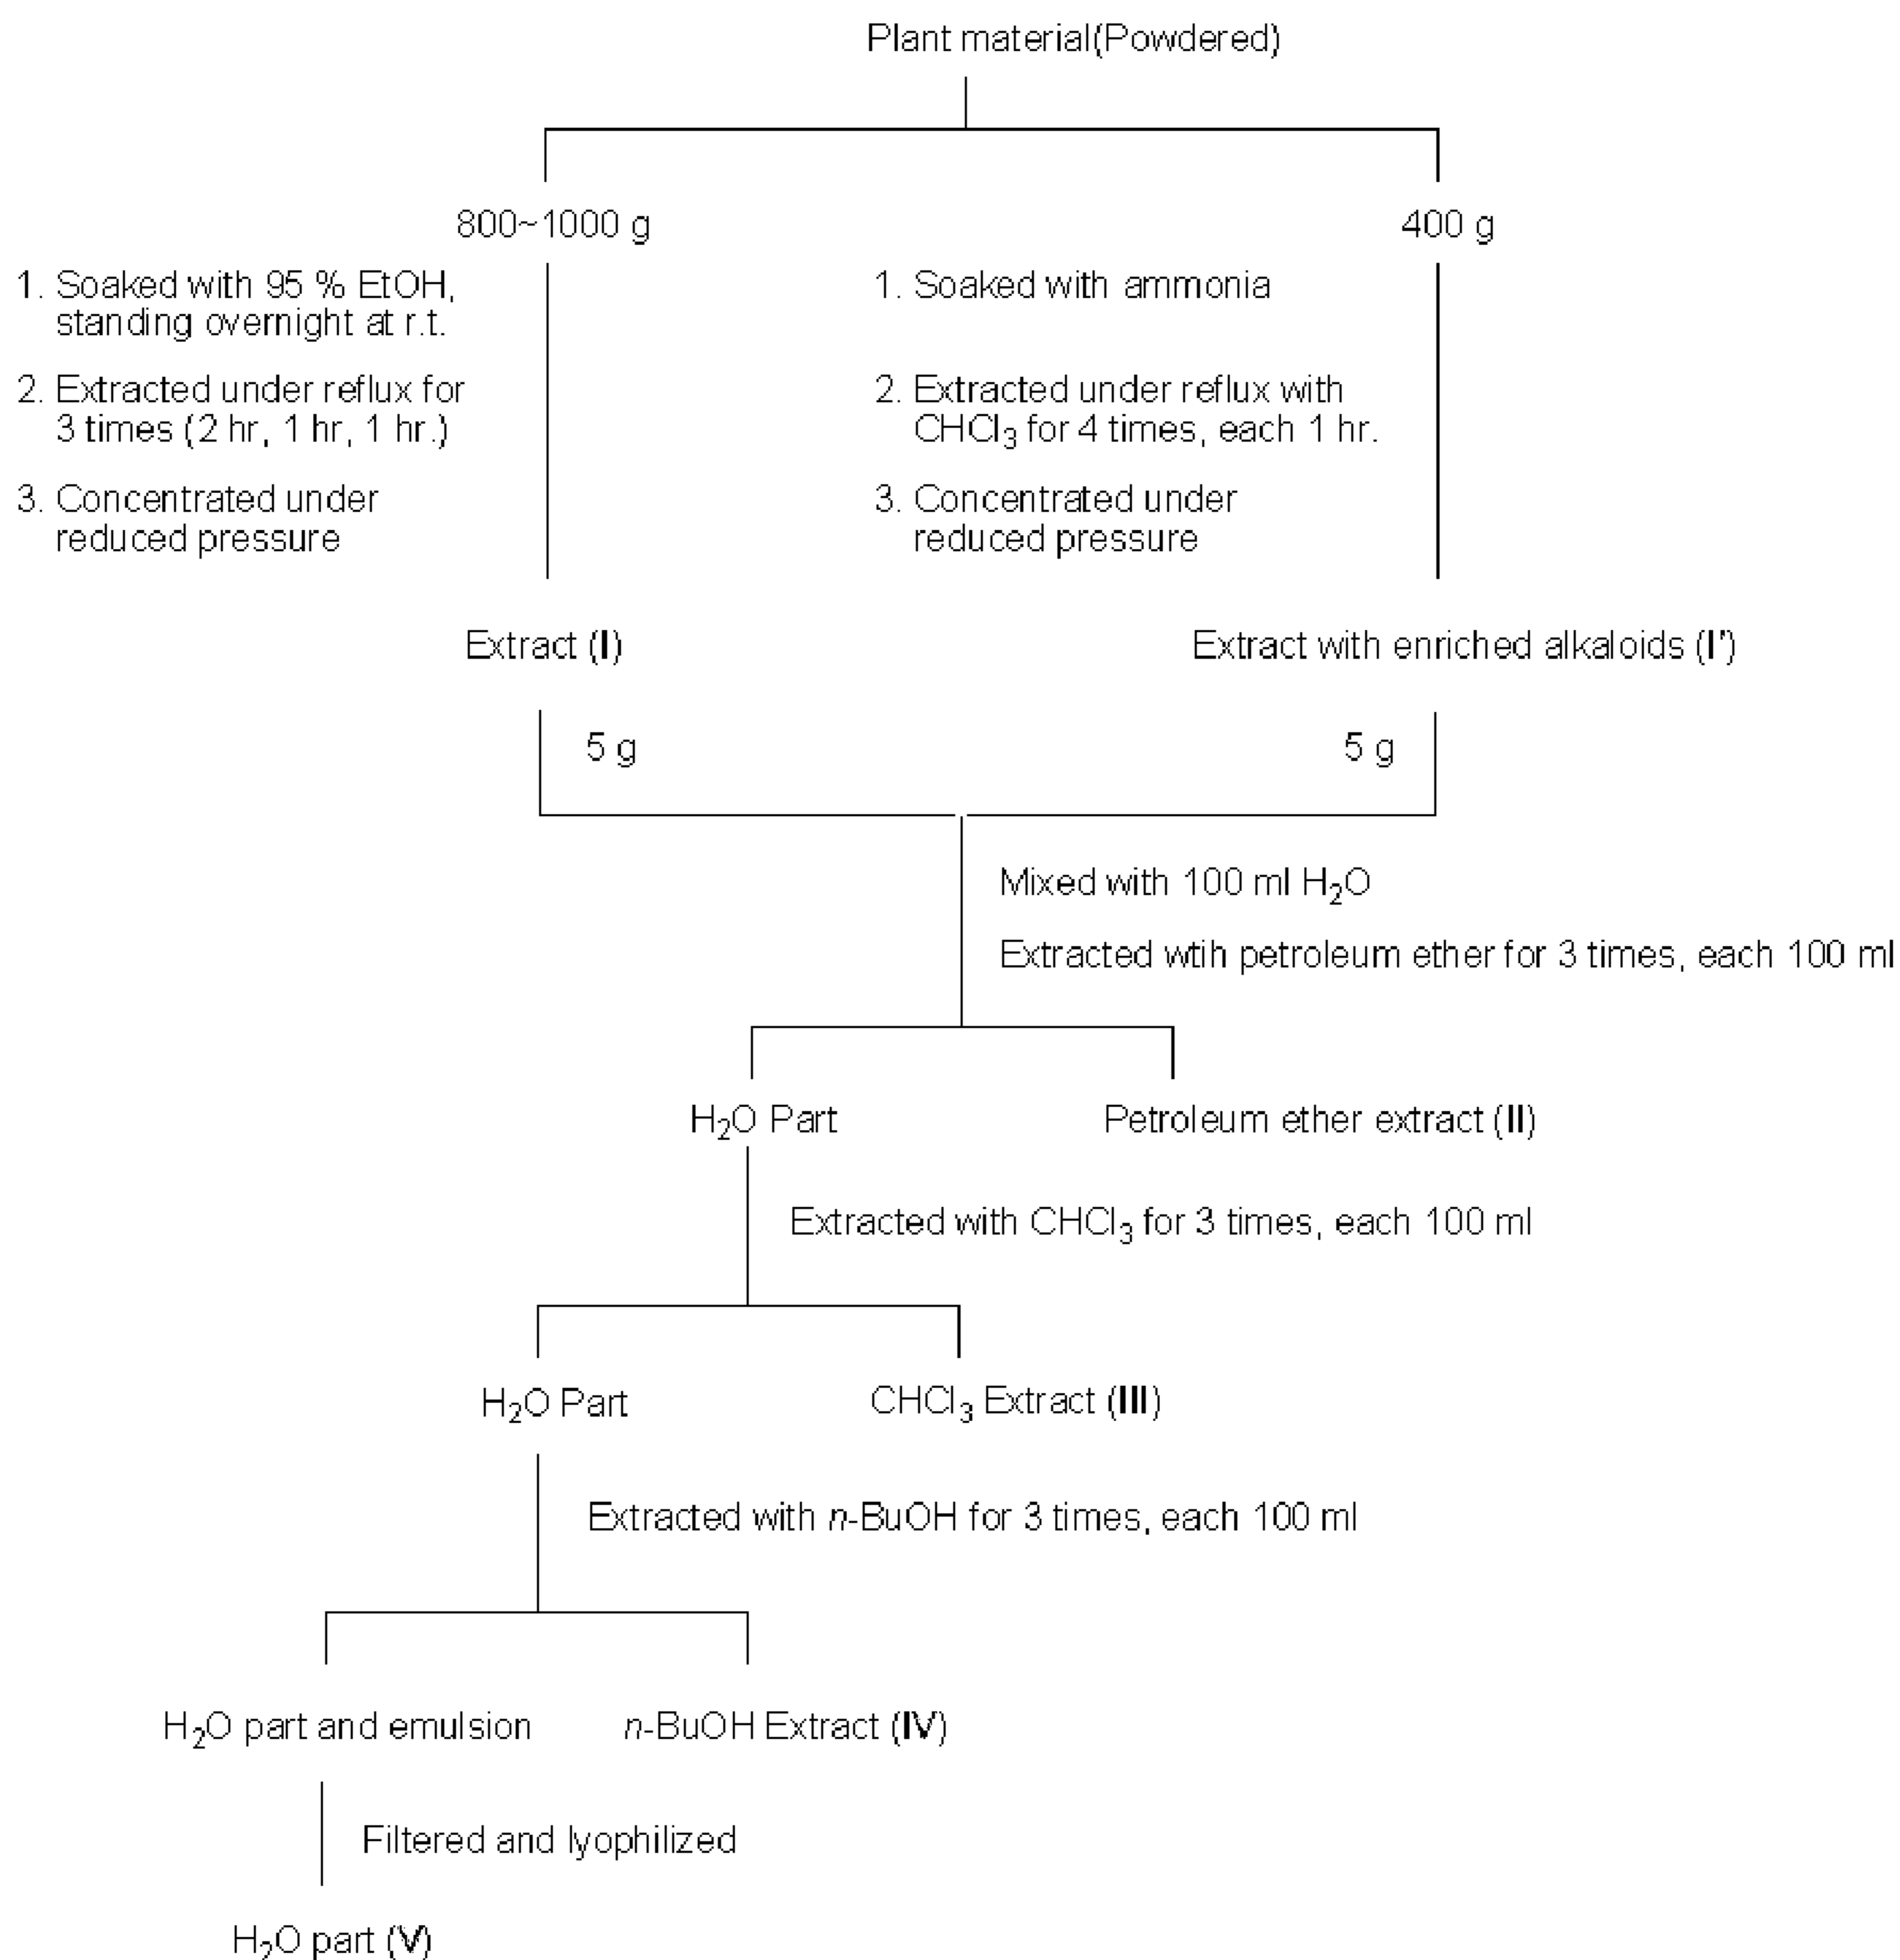 Plant material(Powdered)
800~1000 g
400 g
1. Soaked with 95 % EtOH,
standing overnight at r.t.
2. Extracted under reflux for
3 times (2 hr, 1 hr, 1 hr.)
3. Concentrated under
reduced pressure
1. Soaked with ammonia
2. Extracted under reflux with
CHCl₃ for 4 times, each 1 hr.
3. Concentrated under
reduced pressure
Extract (I)
Extract with enriched alkaloids (I')
5 g
5 g
Mixed with 100 ml H₂O
Extracted wtih petroleum ether for 3 times, each 100 ml
H₂O Part
Petroleum ether extract (II)
Extracted with CHCl₃ for 3 times, each 100 ml
H₂O Part
CHCl₃ Extract (III)
Extracted with n-BuOH for 3 times, each 100 ml
H₂O part and emulsion
n-BuOH Extract (IV)
Filtered and lyophilized
H₂O part (V)